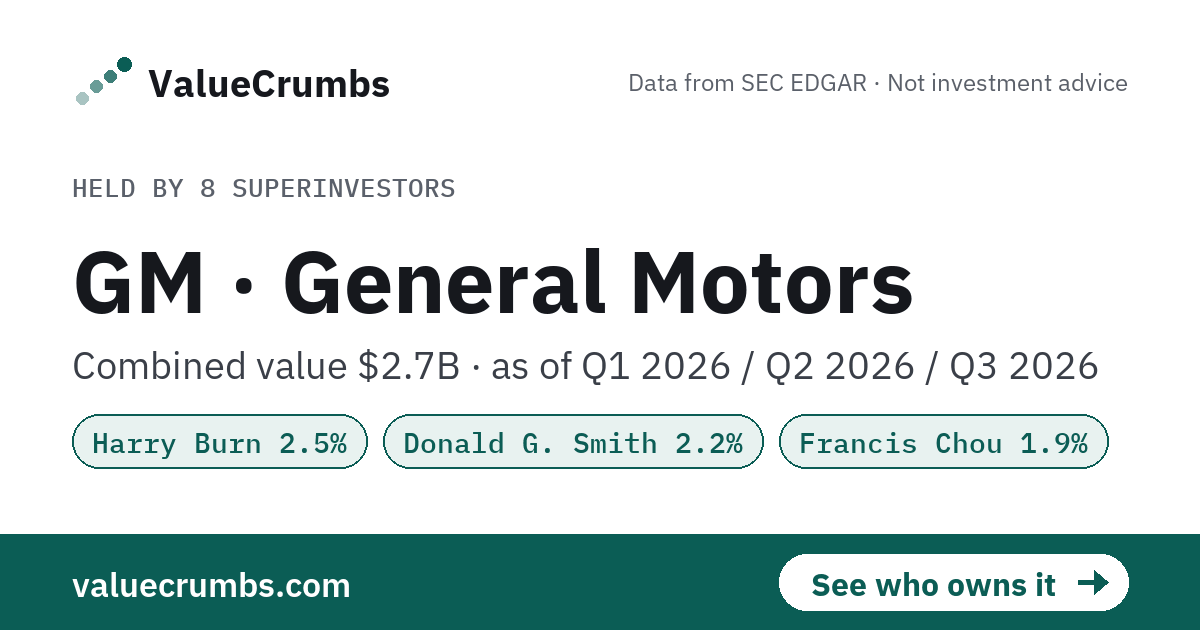 ValueCrumbs
Data from SEC EDGAR · Not investment advice
HELD BY 8 SUPERINVESTORS
GM · General Motors
Combined value $2.7B · as of Q1 2026 / Q2 2026 / Q3 2026
Harry Burn 2.5%
Donald G. Smith 2.2%
Francis Chou 1.9%
valuecrumbs.com
See who owns it →